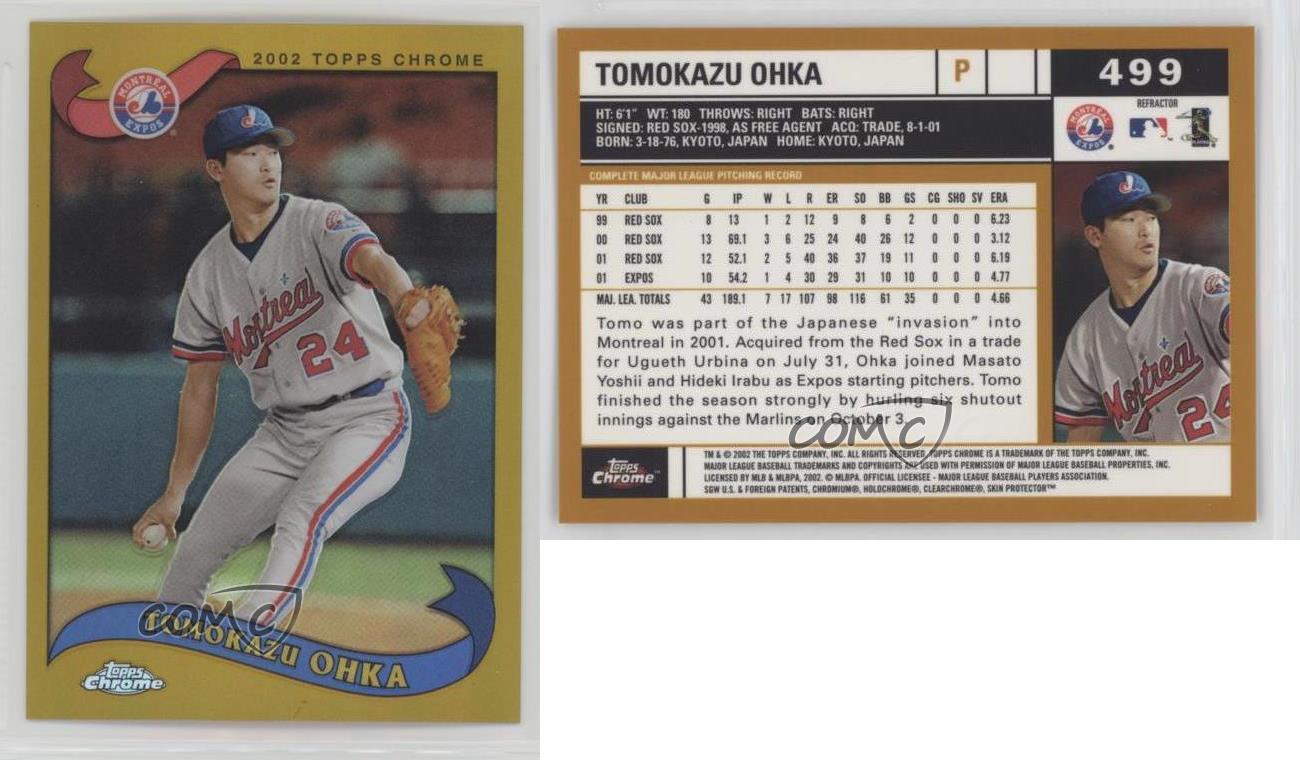 2002 TOPPS CHROME
MONTREAL
EXPOS
Montreal
24
TOMOKAZU OHKA
topps
Chrome
COMC
TOMOKAZU OHKA
P
499
HT: 6'1" WT: 180 THROWS: RIGHT BATS: RIGHT
SIGNED: RED SOX-1998, AS FREE AGENT ACQ: TRADE, 8-1-01
BORN: 3-18-76, KYOTO, JAPAN HOME: KYOTO, JAPAN
REFRACTOR
MONTREAL
EXPOS
COMPLETE MAJOR LEAGUE PITCHING RECORD
YR CLUB G IP W L R ER SO BB GS CG SHO SV ERA
99 RED SOX 8 13 1 2 12 9 8 6 2 0 0 0 6.23
00 RED SOX 13 69.1 3 6 25 24 40 26 12 0 0 0 3.12
01 RED SOX 12 52.1 2 5 40 36 37 19 11 0 0 0 6.19
01 EXPOS 10 54.2 1 4 30 29 31 10 10 0 0 0 4.77
MAJ. LEA. TOTALS 43 189.1 7 17 107 98 116 61 35 0 0 0 4.66
Tomo was part of the Japanese "invasion" into
Montreal in 2001. Acquired from the Red Sox in a trade
for Ugueth Urbina on July 31, Ohka joined Masato
Yoshii and Hideki Irabu as Expos starting pitchers. Tomo
finished the season strongly by hurling six shutout
innings against the Marlins on October 3.
Montreal
24
COMC
topps
Chrome™
TM & © 2002 THE TOPPS COMPANY, INC. ALL RIGHTS RESERVED. TOPPS CHROME IS A TRADEMARK OF THE TOPPS COMPANY, INC.
MAJOR LEAGUE BASEBALL TRADEMARKS AND COPYRIGHTS ARE USED WITH PERMISSION OF MAJOR LEAGUE BASEBALL PROPERTIES, INC.
LICENSED BY MLB & MLBPA, 2002. © MLBPA. OFFICIAL LICENSEE - MAJOR LEAGUE BASEBALL PLAYERS ASSOCIATION.
SGW U.S. & FOREIGN PATENTS, CHROMIUM®, HOLOCHROME®, CLEARCHROME®, SKIN PROTECTOR™